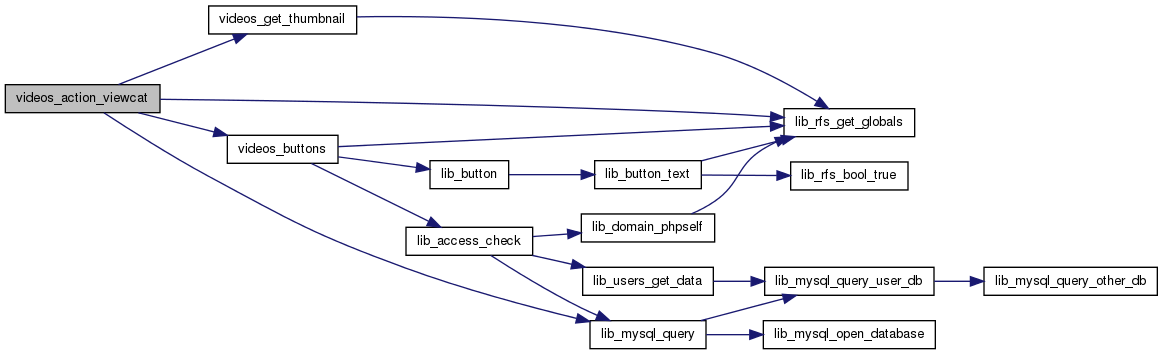 videos_get_thumbnail
videos_action_viewcat
lib_rfs_get_globals
videos_buttons
lib_button
lib_button_text
lib_rfs_bool_true
lib_domain_phpself
lib_access_check
lib_users_get_data
lib_mysql_query_user_db
lib_mysql_query_other_db
lib_mysql_query
lib_mysql_open_database